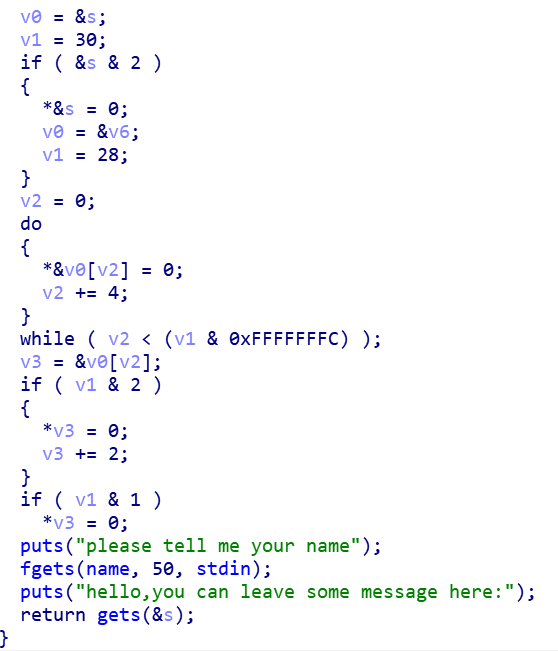 v0 = &s;
v1 = 30;
if ( &s & 2 )
{
*&s = 0;
v0 = &v6;
v1 = 28;
}
v2 = 0;
do
{
*&v0[v2] = 0;
v2 += 4;
}
while ( v2 < (v1 & 0xFFFFFFFC) );
v3 = &v0[v2];
if ( v1 & 2 )
{
*v3 = 0;
v3 += 2;
}
if ( v1 & 1 )
*v3 = 0;
puts("please tell me your name");
fgets(name, 50, stdin);
puts("hello,you can leave some message here:");
return gets(&s);
}